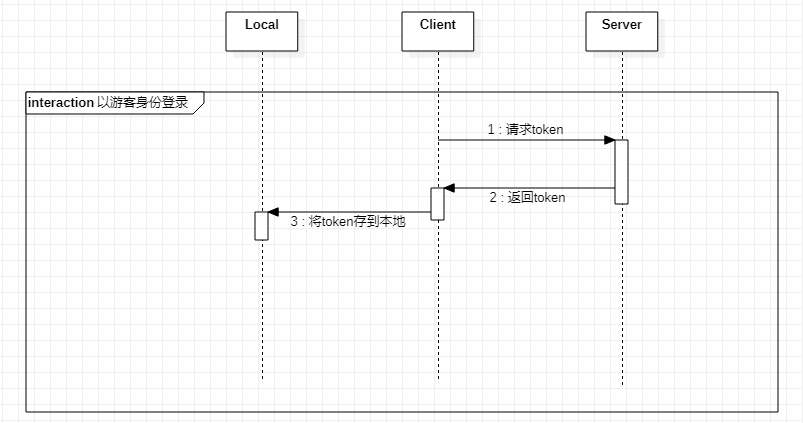 Local
Client
Server
interaction 以游客身份登录
1 : 请求token
2 : 返回token
3 : 将token存到本地